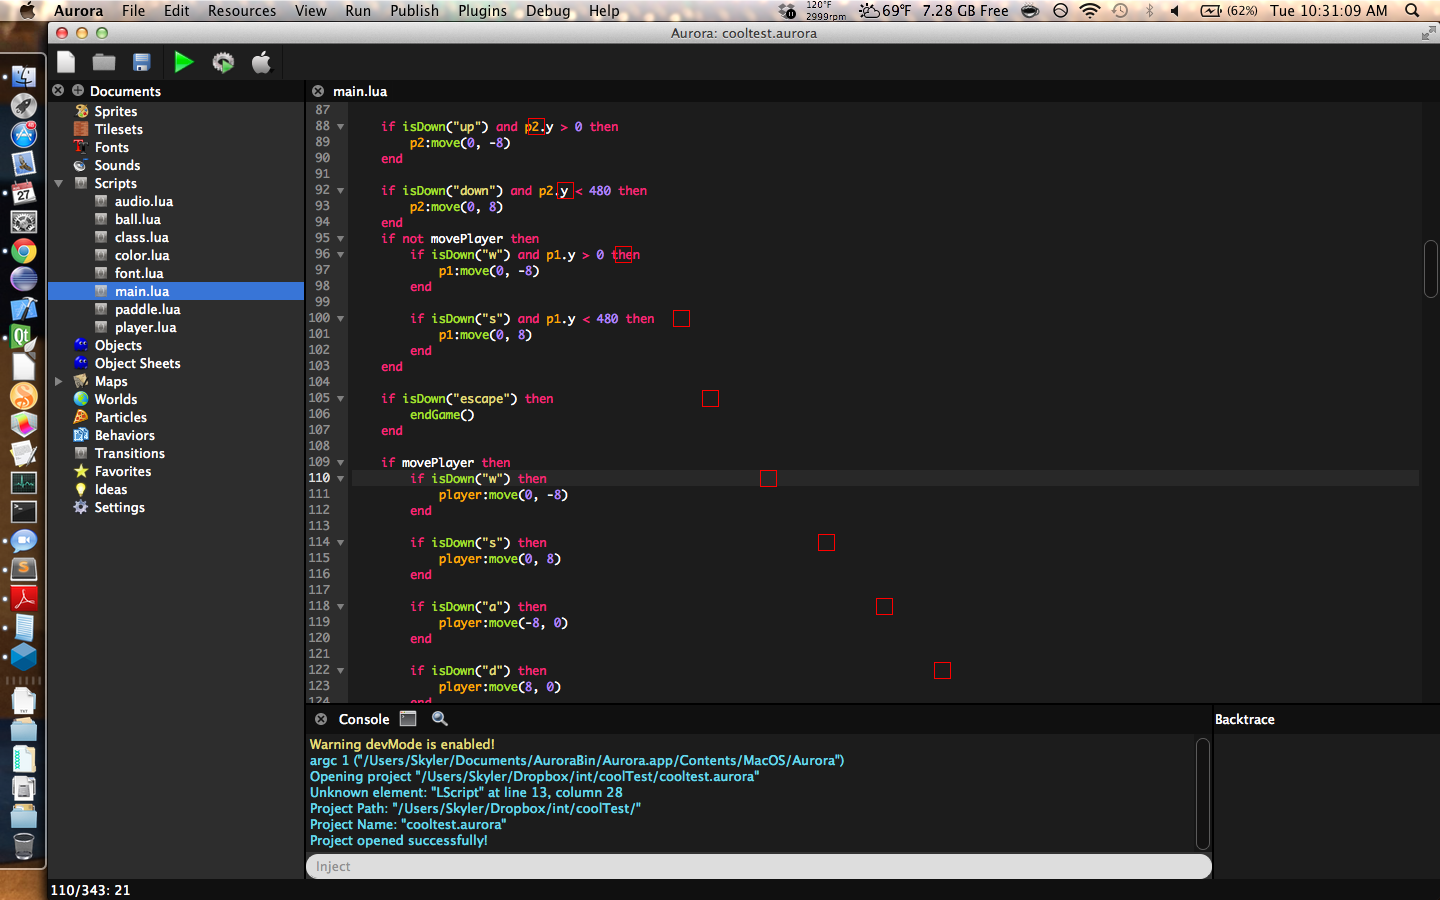 Aurora File Edit Resources View Run Publish Plugins Debug Help 120°F 2999rpm 69°F 7.28 GB Free (62%) Tue 10:31:09 AM
Aurora: cooltest.aurora
Documents
Sprites
Tilesets
Fonts
Sounds
Scripts
audio.lua
ball.lua
class.lua
color.lua
font.lua
main.lua
paddle.lua
player.lua
Objects
Object Sheets
Maps
Worlds
Particles
Behaviors
Transitions
Favorites
Ideas
Settings
main.lua
87
88 if isDown("up") and p2.y > 0 then
89 p2:move(0, -8)
90 end
91
92 if isDown("down") and p2.y < 480 then
93 p2:move(0, 8)
94 end
95 if not movePlayer then
96 if isDown("w") and p1.y > 0 then
97 p1:move(0, -8)
98 end
99
100 if isDown("s") and p1.y < 480 then
101 p1:move(0, 8)
102 end
103 end
104
105 if isDown("escape") then
106 endGame()
107 end
108
109 if movePlayer then
110 if isDown("w") then
111 player:move(0, -8)
112 end
113
114 if isDown("s") then
115 player:move(0, 8)
116 end
117
118 if isDown("a") then
119 player:move(-8, 0)
120 end
121
122 if isDown("d") then
123 player:move(8, 0)
124 end
Console
Warning devMode is enabled!
argc 1 ("/Users/Skyler/Documents/AuroraBin/Aurora.app/Contents/MacOS/Aurora")
Opening project "/Users/Skyler/Dropbox/int/coolTest/cooltest.aurora"
Unknown element: "LScript" at line 13, column 28
Project Path: "/Users/Skyler/Dropbox/int/coolTest/"
Project Name: "cooltest.aurora"
Project opened successfully!
Inject
Backtrace
110/343: 21
27
Qt
S
TXT